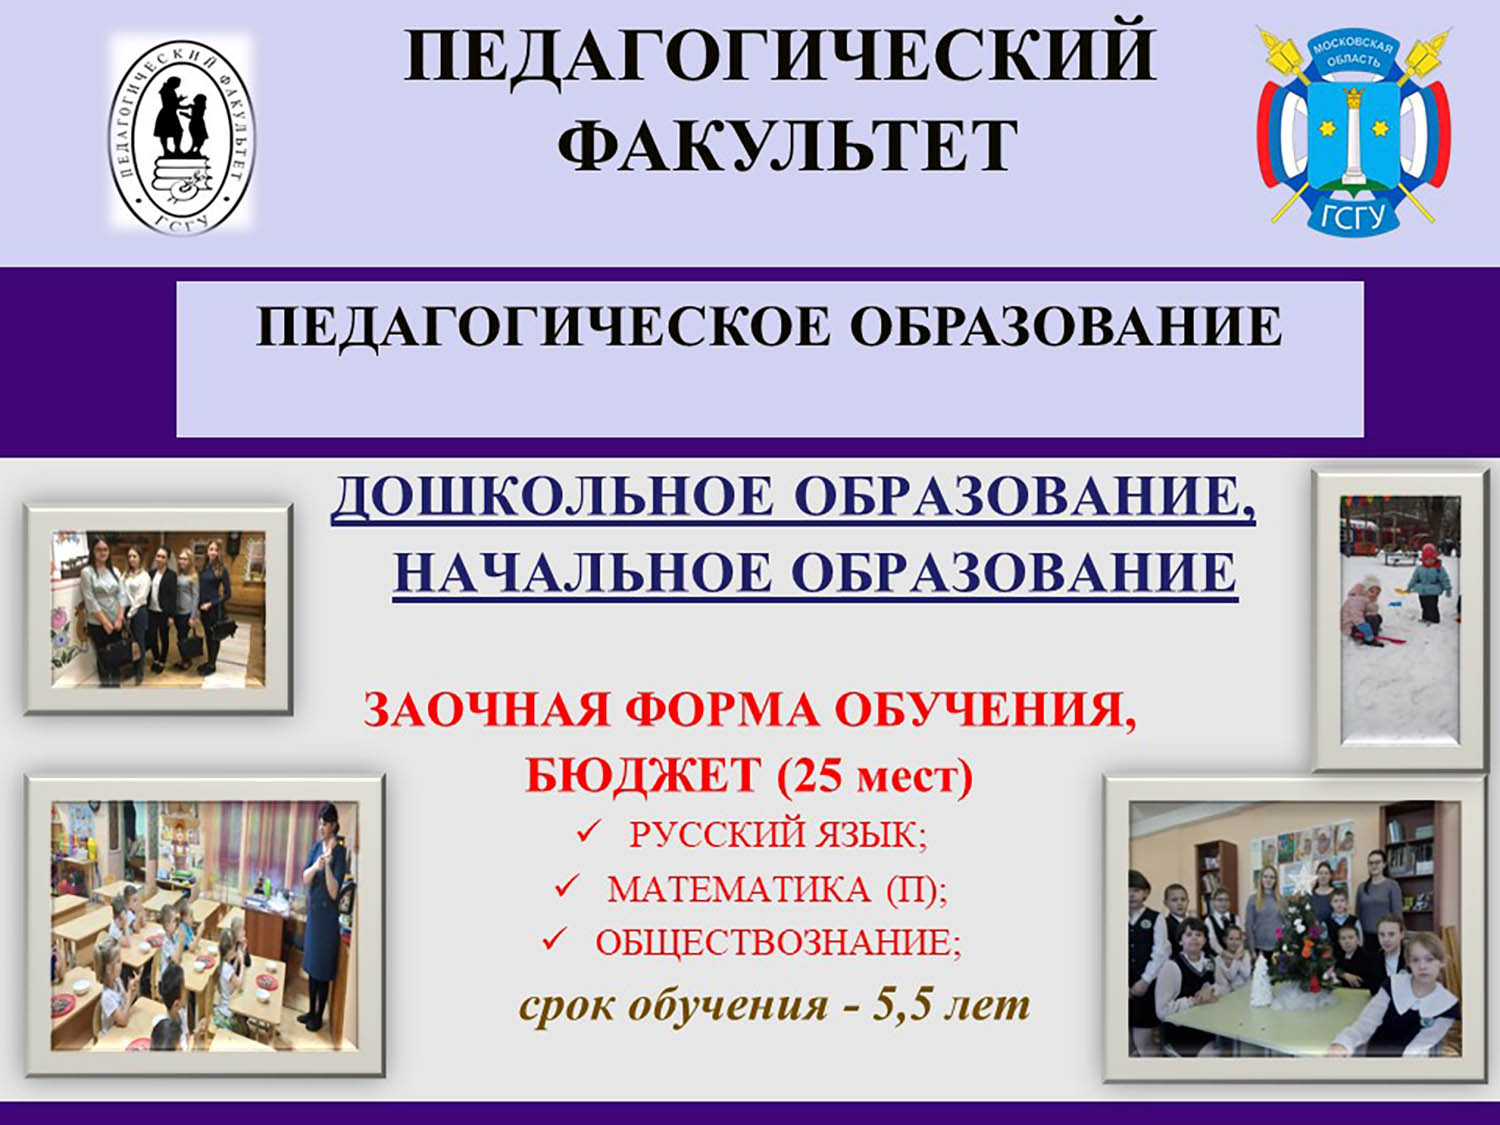 ПЕДАГОГИЧЕСКИЙ
ФАКУЛЬТЕТ
ПЕДАГОГИЧЕСКИЙ ФАКУЛЬТЕТ
ГСГУ
МОСКОВСКАЯ
ОБЛАСТЬ
ГСГУ
ПЕДАГОГИЧЕСКОЕ ОБРАЗОВАНИЕ
ДОШКОЛЬНОЕ ОБРАЗОВАНИЕ,
НАЧАЛЬНОЕ ОБРАЗОВАНИЕ
ЗАОЧНАЯ ФОРМА ОБУЧЕНИЯ,
БЮДЖЕТ (25 мест)
✓ РУССКИЙ ЯЗЫК;
✓ МАТЕМАТИКА (П);
✓ ОБЩЕСТВОЗНАНИЕ;
срок обучения - 5,5 лет